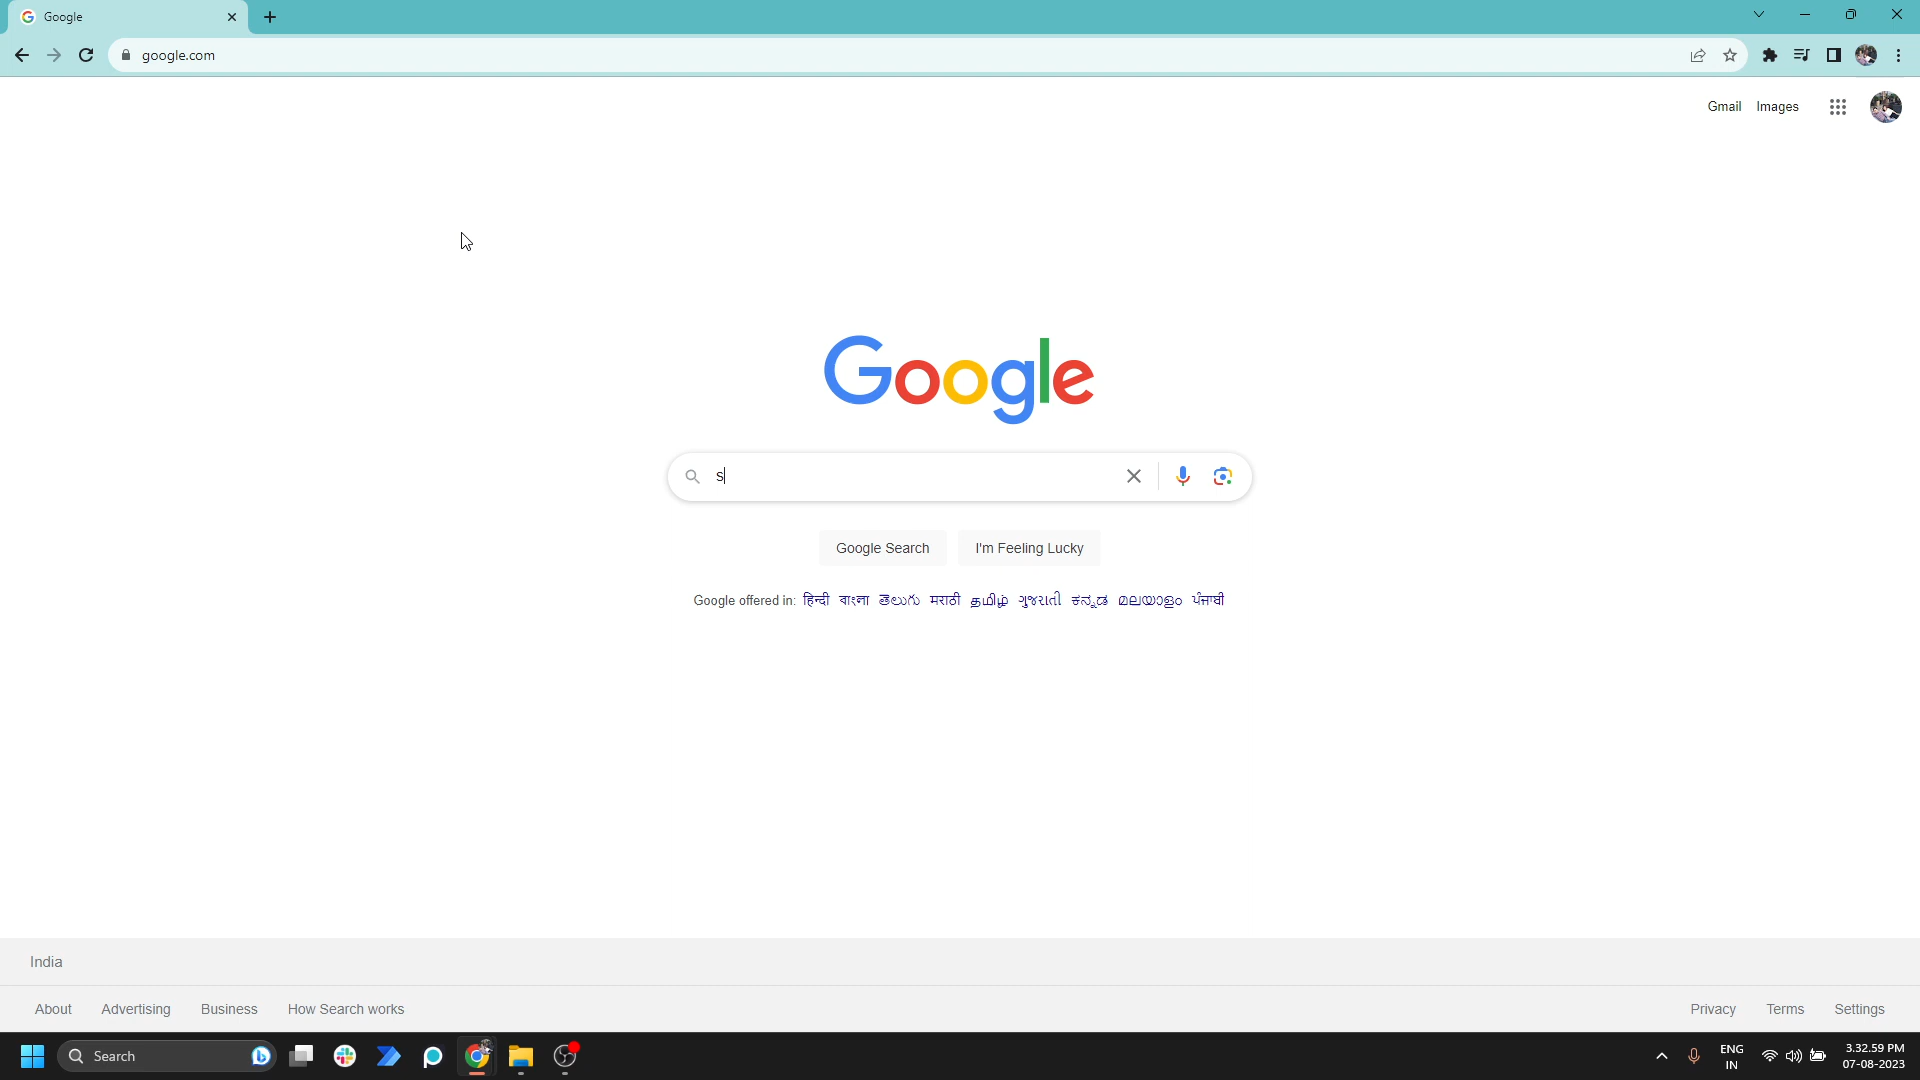 Google
google.com
Gmail Images
Google
s
Google Search I'm Feeling Lucky
Google offered in: हिन्दी বাংলা తెలుగు मराठी தமிழ் ગુજરાતી ಕನ್ನಡ മലയാളം ਪੰਜਾਬੀ
India
About Advertising Business How Search works
Privacy Terms Settings
Search
ENG
IN
3.32.59 PM
07-08-2023